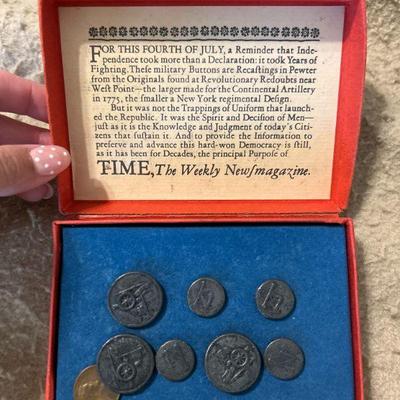 FOR THIS FOURTH OF JULY, a Reminder that Inde-
pendence took more than a Declaration: it took Years of
Fighting. These military Buttons are Recastings in Pewter
from the Originals found at Revolutionary Redoubts near
West Point—the larger made for the Continental Artillery
in 1775, the smaller a New York regimental Design.
But it was not the Trappings of Uniform that launch-
ed the Republic. It was the Spirit and Decision of Men—
just as it is the Knowledge and Judgment of today's Citi-
zens that sustain it. And to provide the Information to
preserve and advance this hard-won Democracy is still,
as it has been for Decades, the principal Purpose of
TIME, The Weekly Newsmagazine.